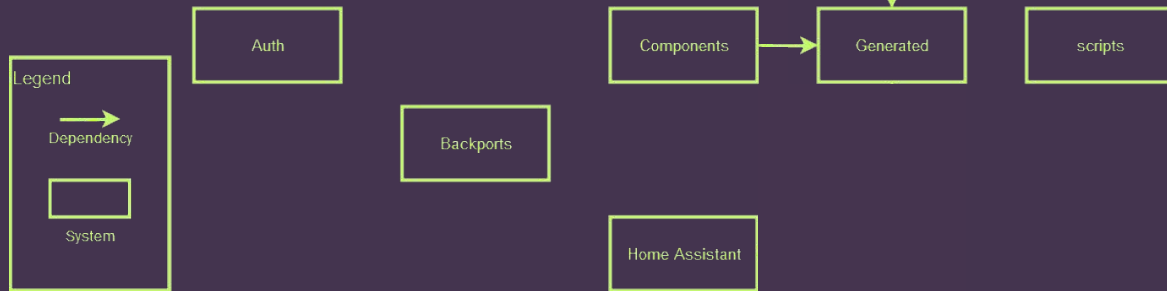 Auth
Components
Generated
scripts
Legend
Dependency
Backports
System
Home Assistant